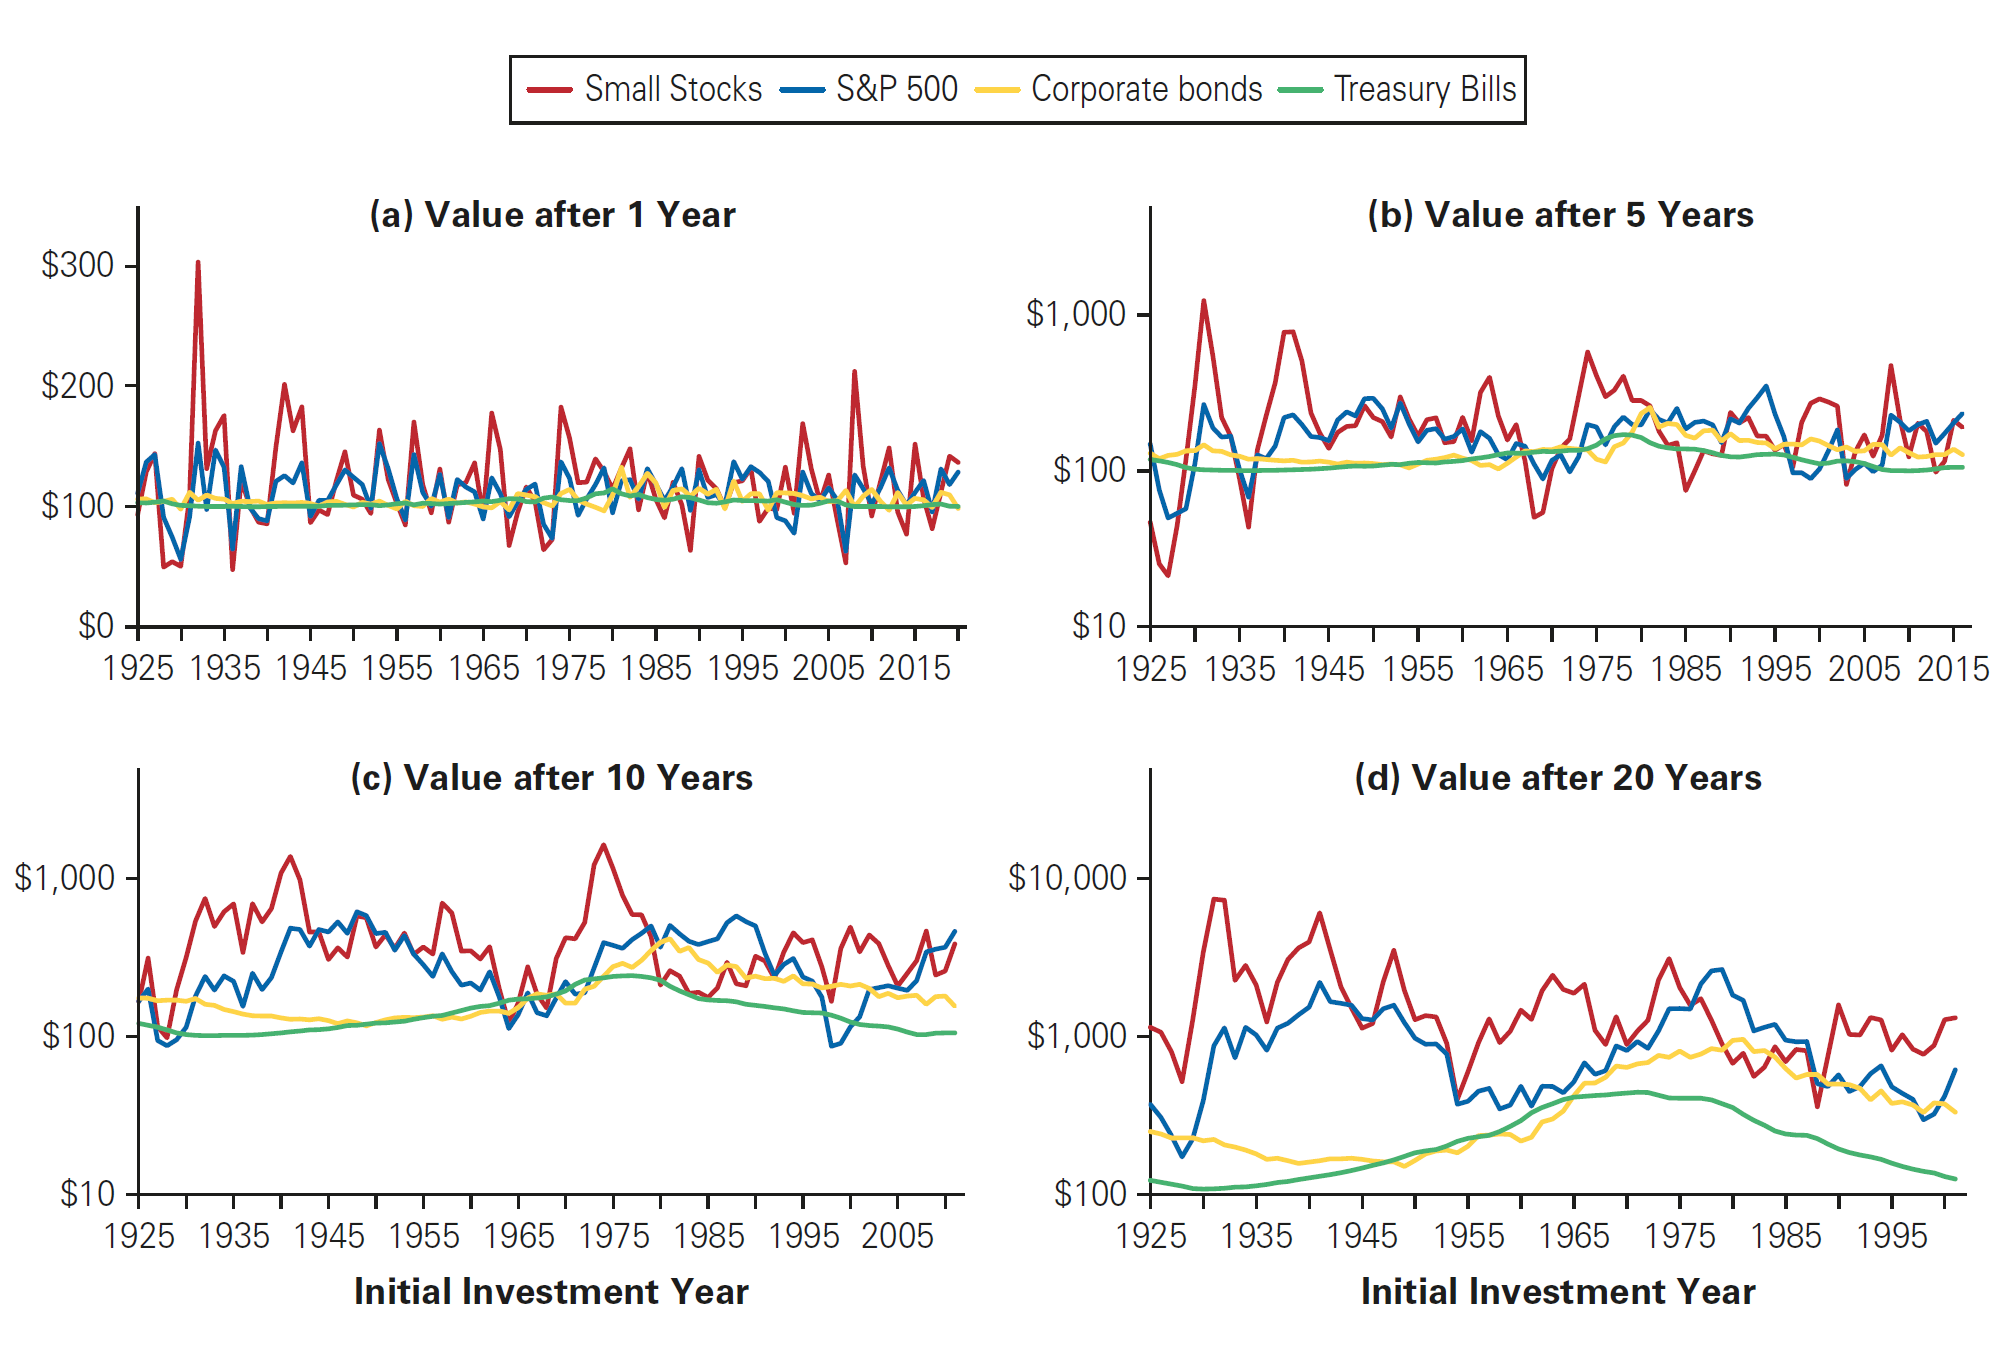 Small Stocks S&P 500 Corporate bonds Treasury Bills
(a) Value after 1 Year
$300
$200
$100
$0
1925 1935 1945 1955 1965 1975 1985 1995 2005 2015
(b) Value after 5 Years
$1,000
$100
$10
1925 1935 1945 1955 1965 1975 1985 1995 2005 2015
(c) Value after 10 Years
$1,000
$100
$10
1925 1935 1945 1955 1965 1975 1985 1995 2005
Initial Investment Year
(d) Value after 20 Years
$10,000
$1,000
$100
1925 1935 1945 1955 1965 1975 1985 1995
Initial Investment Year